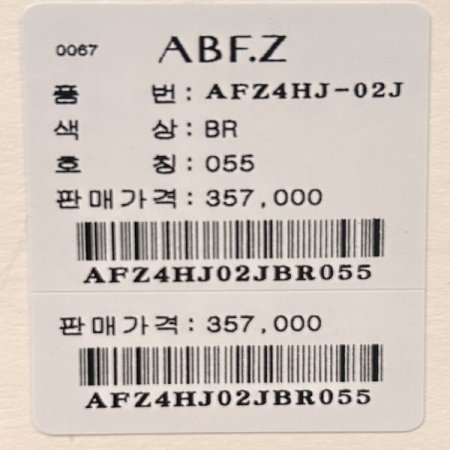 0067 ABF.Z
품 번 : AFZ4HJ-02J
색 상 : BR
호 칭 : 055
판매가격 : 357,000
AFZ4HJ02JBR055
판매가격 : 357,000
AFZ4HJ02JBR055